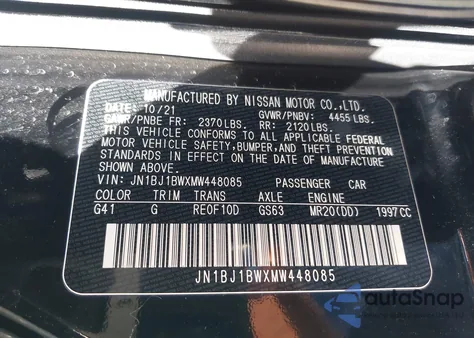 MANUFACTURED BY NISSAN MOTOR CO.,LTD.
DATE: 10/21 GVWR/PNBV: 4455 LBS.
GAWR/PNBE FR: 2370 LBS. RR: 2120 LBS.
THIS VEHICLE CONFORMS TO ALL APPLICABLE FEDERAL
MOTOR VEHICLE SAFETY, BUMPER, AND THEFT PREVENTION
STANDARDS IN EFFECT ON THE DATE OF MANUFACTURE
SHOWN ABOVE.
VIN: JN1BJ1BWXMW448085 PASSENGER CAR
COLOR TRIM TRANS AXLE ENGINE
G41 G RE0F10D GS63 MR20(DD) 1997CC
JN1BJ1BWXMW448085
autoSnap